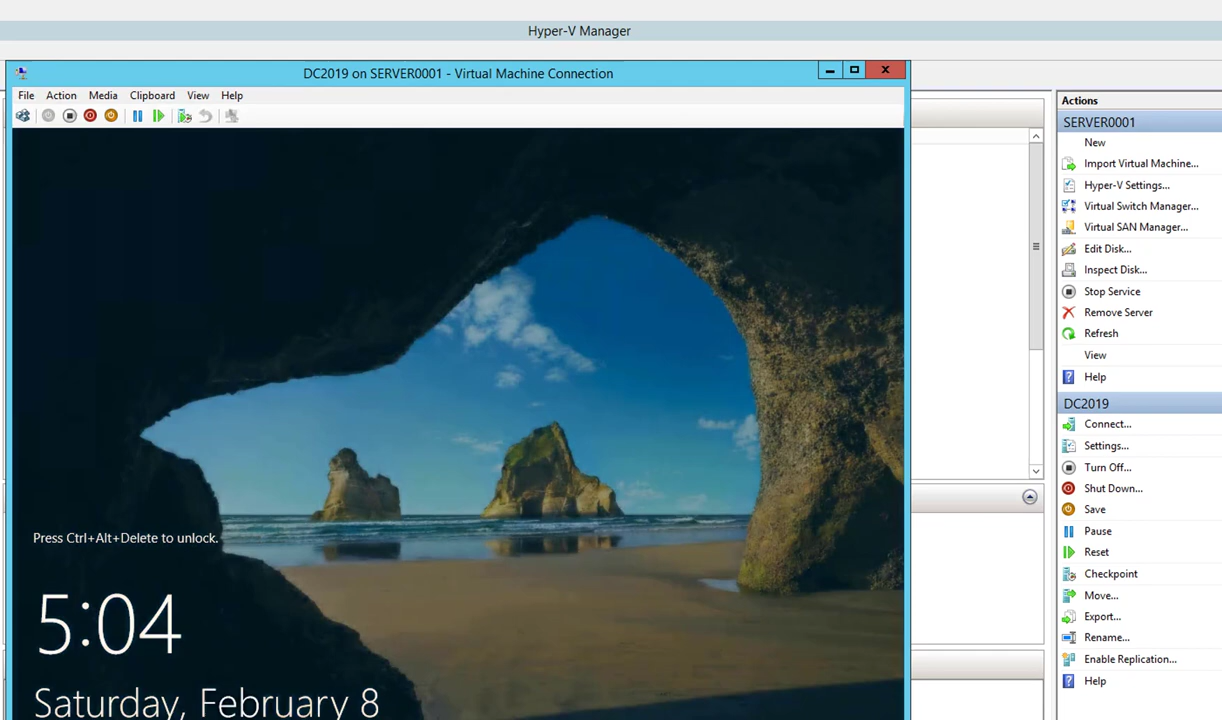 Hyper-V Manager
DC2019 on SERVER0001 - Virtual Machine Connection
File Action Media Clipboard View Help
Press Ctrl+Alt+Delete to unlock.
5:04
Saturday, February 8
Actions
SERVER0001
New
Import Virtual Machine...
Hyper-V Settings...
Virtual Switch Manager...
Virtual SAN Manager...
Edit Disk...
Inspect Disk...
Stop Service
Remove Server
Refresh
View
Help
DC2019
Connect...
Settings...
Turn Off...
Shut Down...
Save
Pause
Reset
Checkpoint
Move...
Export...
Rename...
Enable Replication...
Help